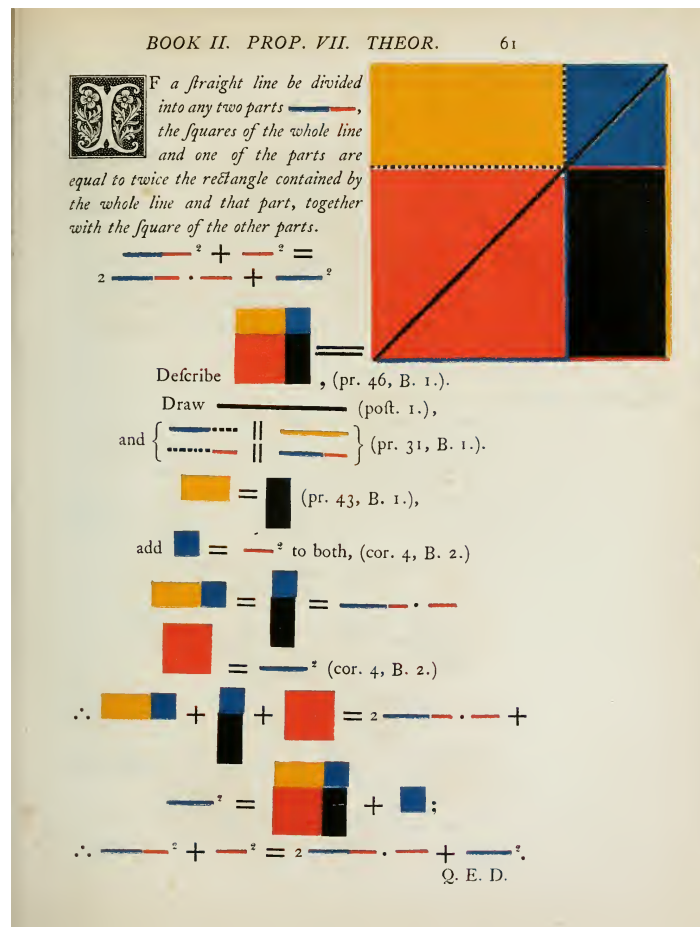 BOOK II. PROP. VII. THEOR. 61
IF a ſtraight line be divided
into any two parts ,
the ſquares of the whole line
and one of the parts are
equal to twice the rectangle contained by
the whole line and that part, together
with the ſquare of the other parts.
² + ² =
2 · + ²
=
Deſcribe , (pr. 46, B. 1.).
Draw (poſt. 1.),
and { || || } (pr. 31, B. 1.).
= (pr. 43, B. 1.),
add = ² to both, (cor. 4, B. 2.)
= = ·
= ² (cor. 4, B. 2.)
∴ + + = 2 · +
² = + ;
∴ ² + ² = 2 · + ².
Q. E. D.